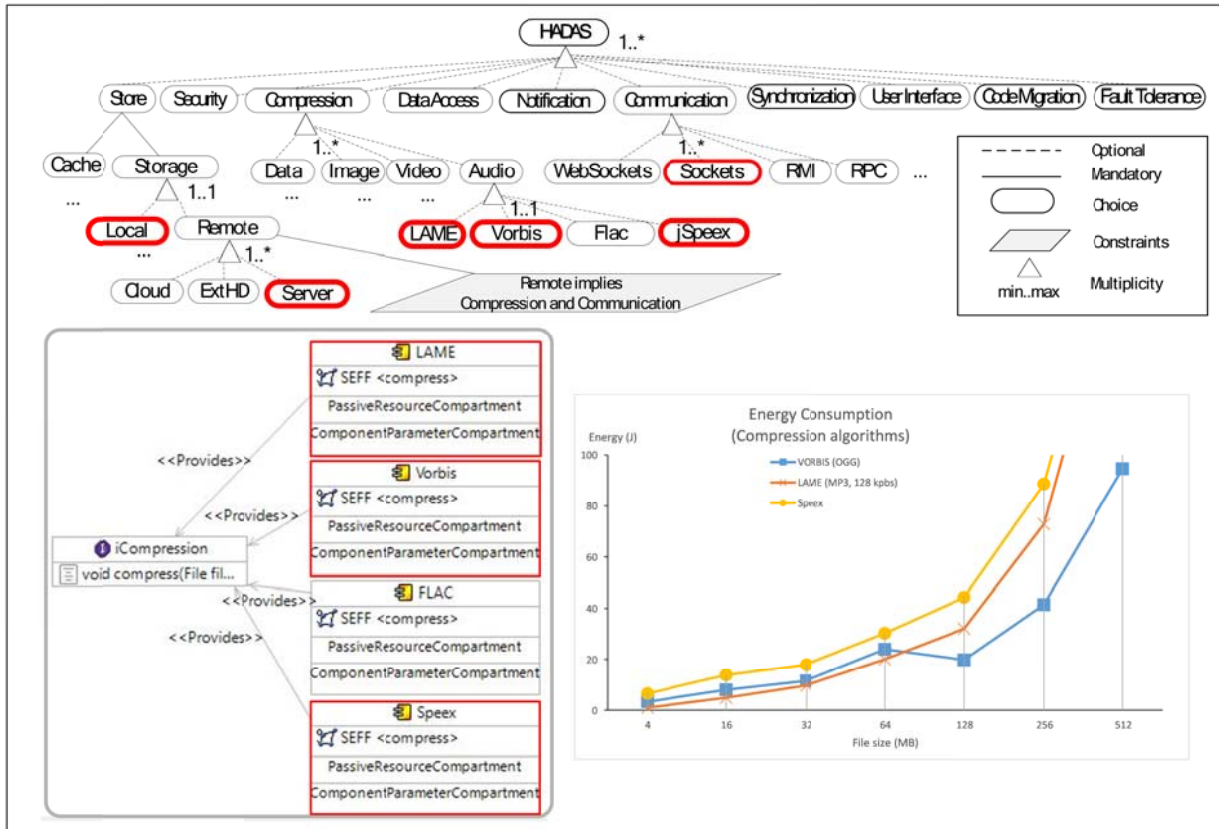 HADAS
1..*
Store Security Compression Data Access Notification Communication Synchronization User Interface Code Migration Fault Tolerance
1..* 1..*
Cache Storage Data Image Video Audio WebSockets Sockets RMI RPC ...
... 1..1 ... ... ... 1..1
Local Remote LAME Vorbis Flac jSpeex
... 1..*
Cloud ExtHD Server
Remote implies
Compression and Communication
Optional
Mandatory
Choice
Constraints
min..max Multiplicity
LAME
SEFF <compress>
PassiveResourceCompartment
ComponentParameterCompartment
<<Provides>>
Vorbis
SEFF <compress>
PassiveResourceCompartment
ComponentParameterCompartment
<<Provides>>
iCompression
void compress(File fil...
FLAC
SEFF <compress>
PassiveResourceCompartment
ComponentParameterCompartment
<<Provides>>
<<Provides>>
Speex
SEFF <compress>
PassiveResourceCompartment
ComponentParameterCompartment
Energy Consumption
(Compression algorithms)
Energy (J)
VORBIS (OGG)
LAME (MP3, 128 kpbs)
Speex
100
80
60
40
20
0
4 16 32 64 128 256 512
File size (MB)